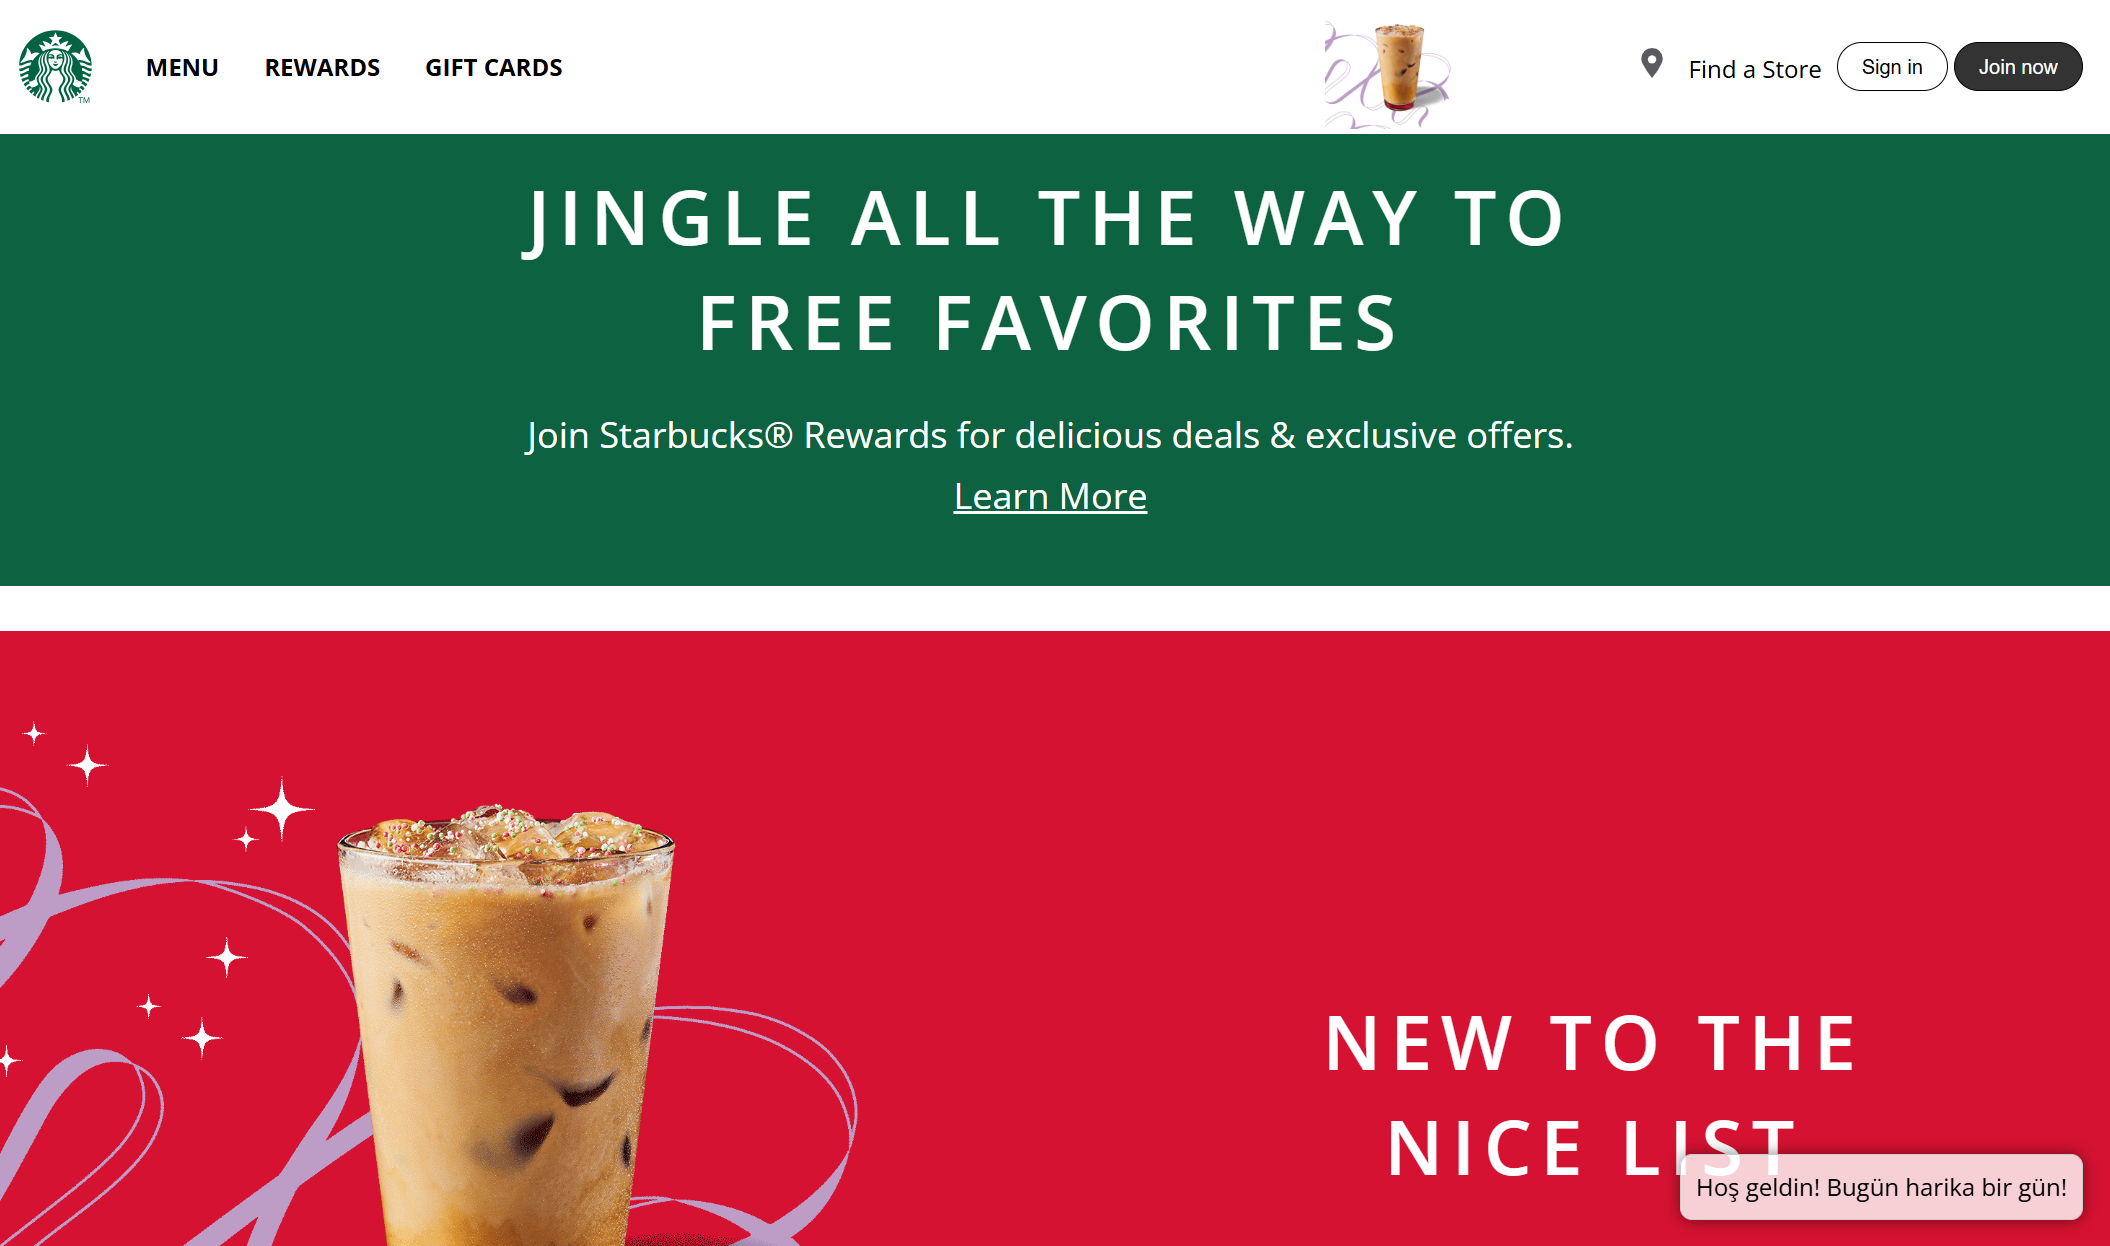 TM
MENU REWARDS GIFT CARDS Find a Store Sign in Join now
JINGLE ALL THE WAY TO
FREE FAVORITES
Join Starbucks® Rewards for delicious deals & exclusive offers.
Learn More
NEW TO THE
NICE LIST
Hoş geldin! Bugün harika bir gün!